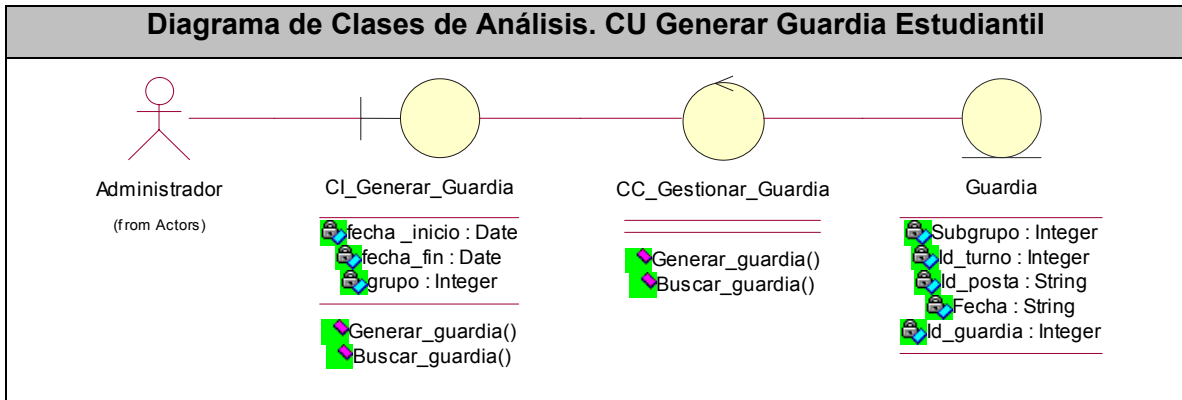 Diagrama de Clases de Análisis. CU Generar Guardia Estudiantil
Administrador
(from Actors)
CI_Generar_Guardia
fecha _inicio : Date
fecha_fin : Date
grupo : Integer
Generar_guardia()
Buscar_guardia()
CC_Gestionar_Guardia
Generar_guardia()
Buscar_guardia()
Guardia
Subgrupo : Integer
Id_turno : Integer
Id_posta : String
Fecha : String
Id_guardia : Integer